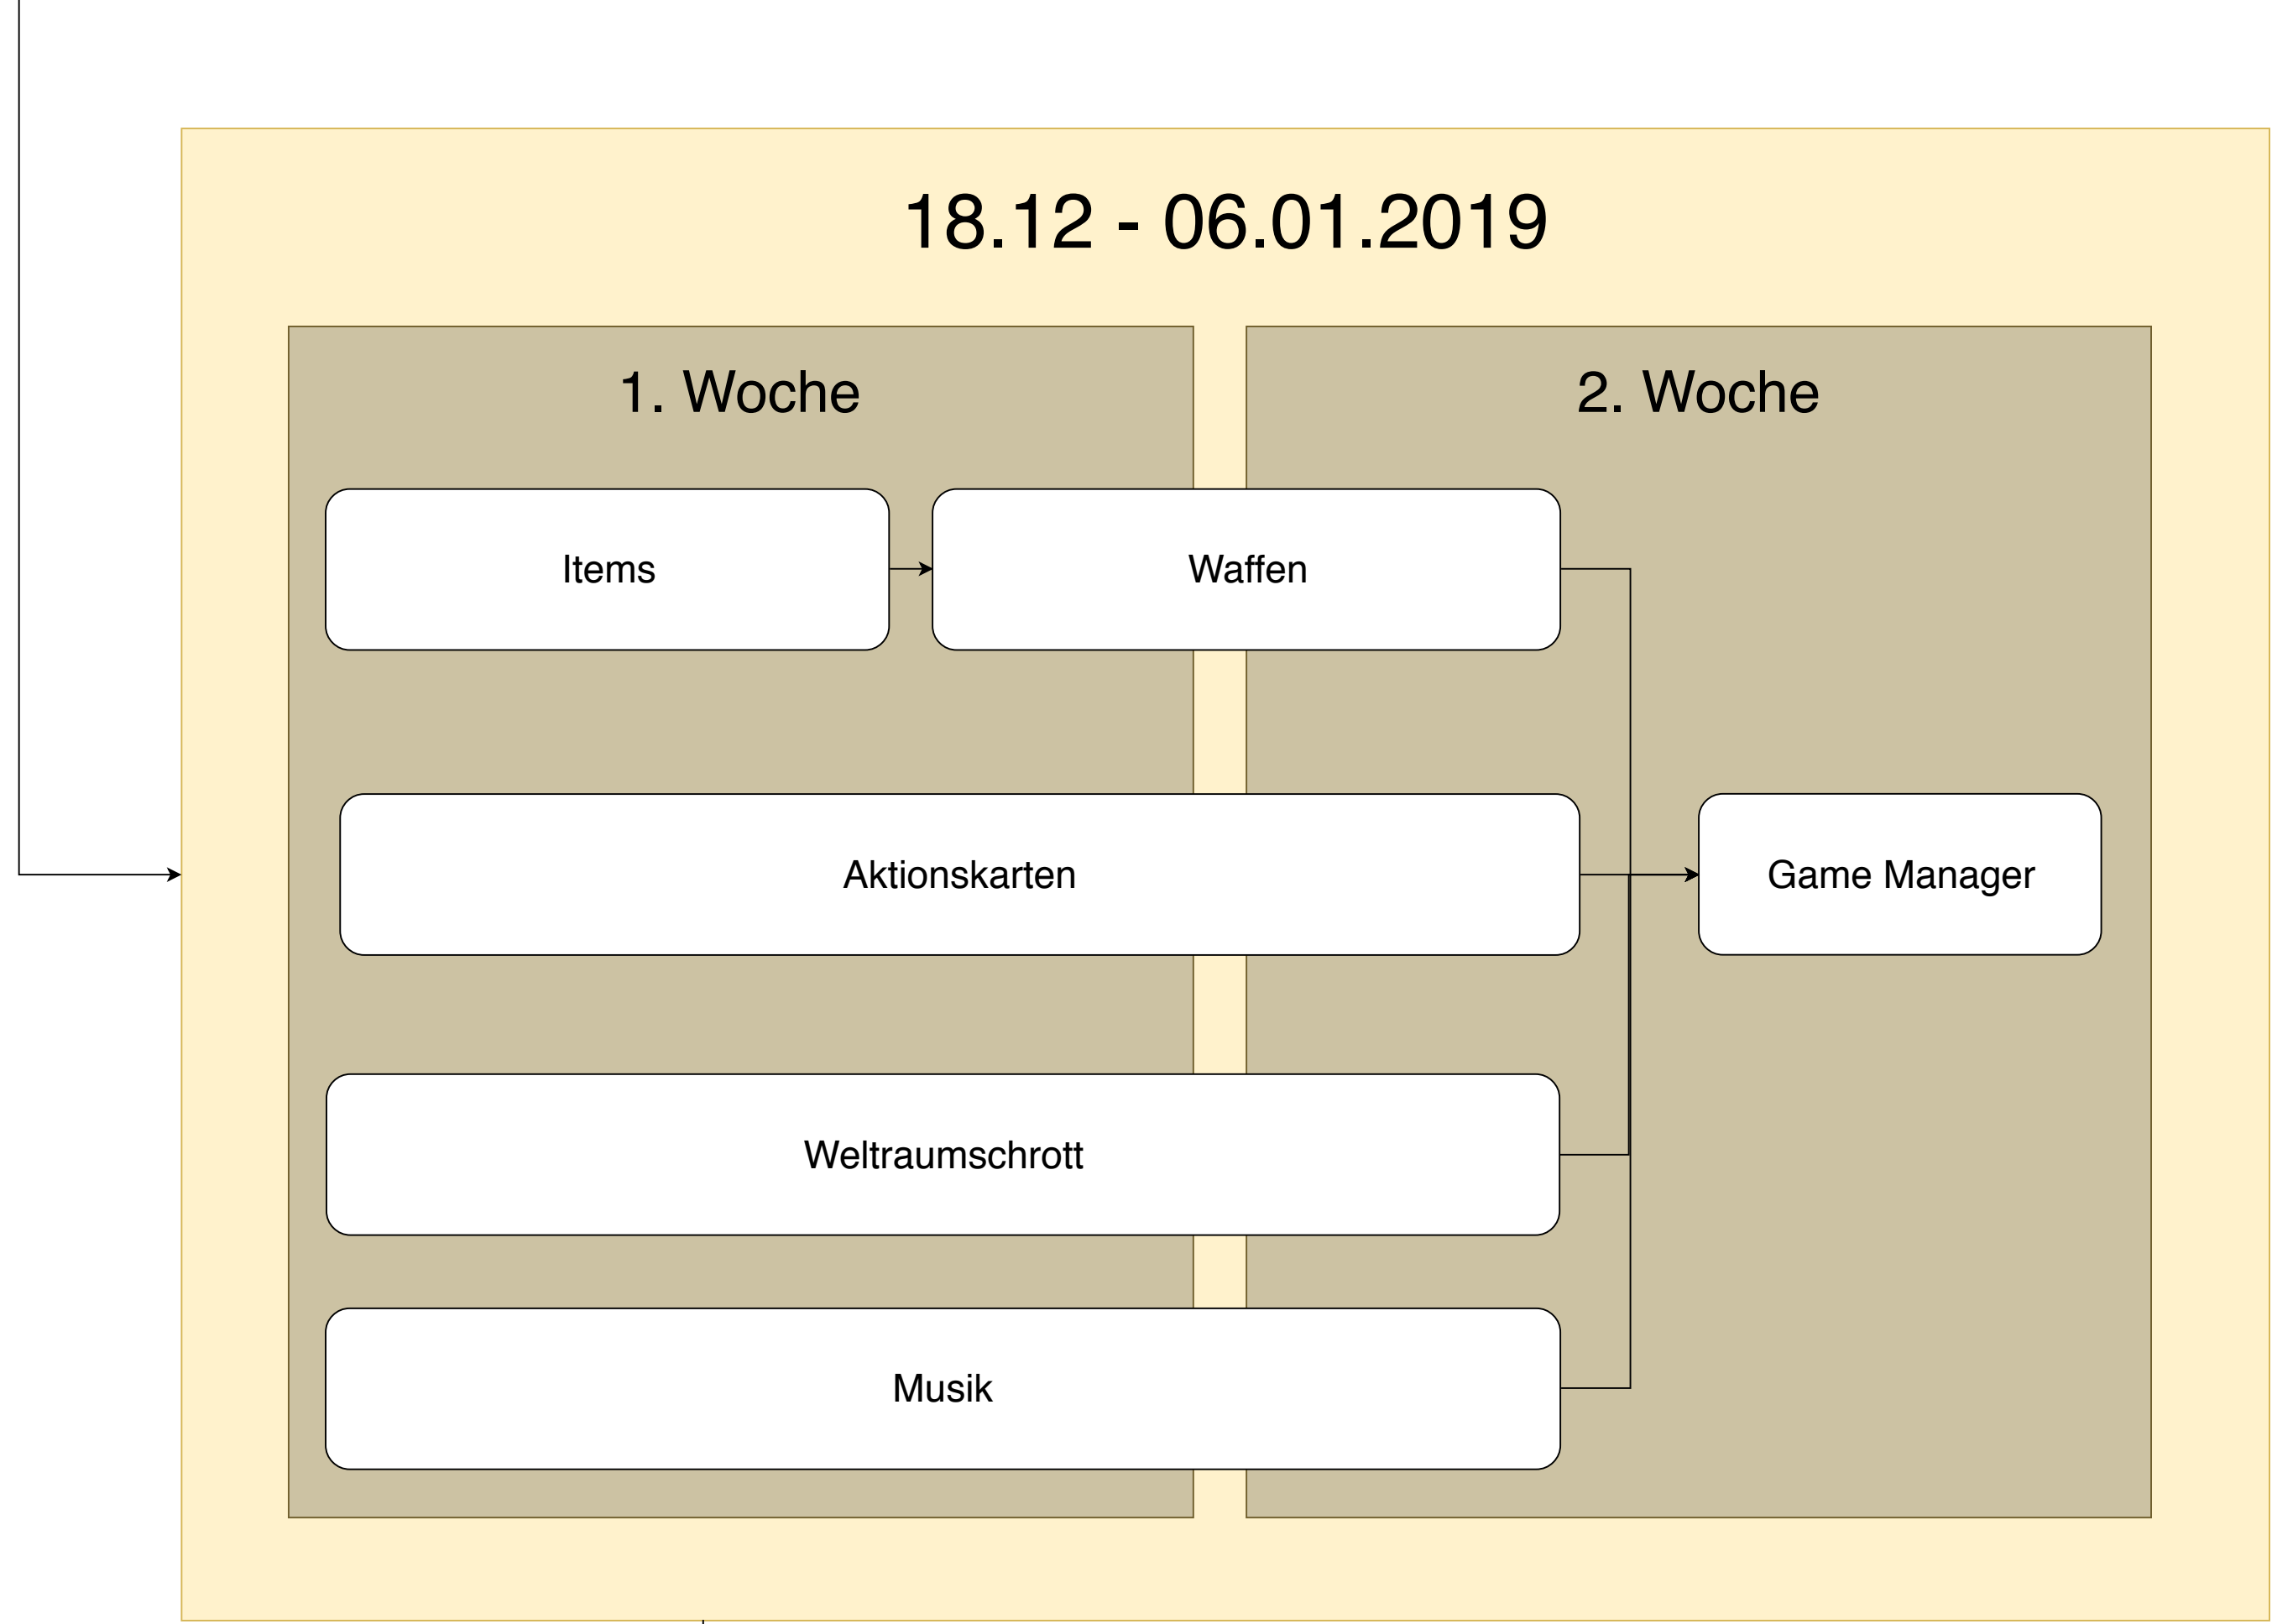 18.12 - 06.01.2019
1. Woche
2. Woche
Items
Waffen
Aktionskarten
Game Manager
Weltraumschrott
Musik